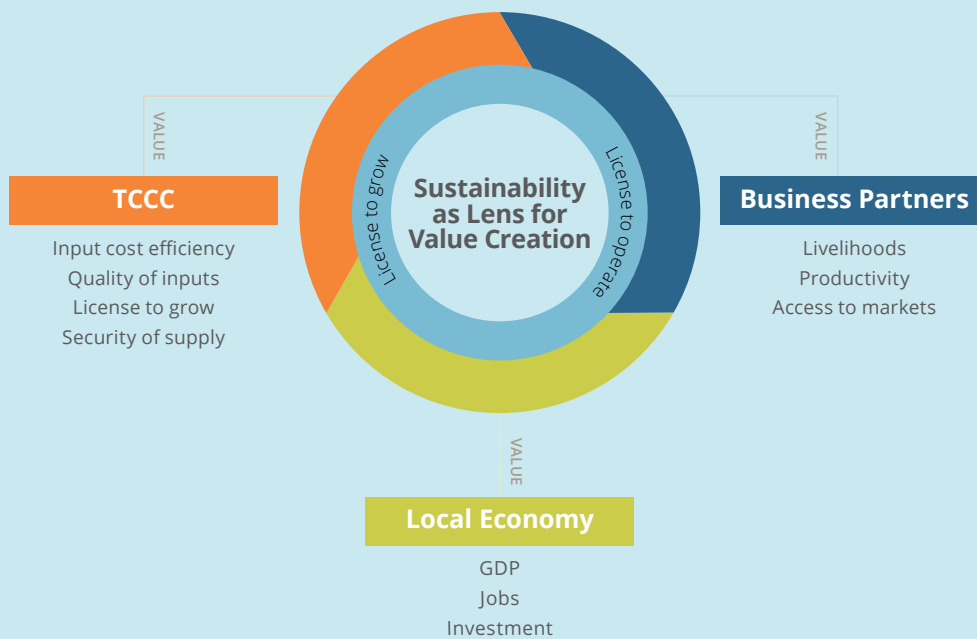 Sustainability
as Lens for
Value Creation
License to grow
License to operate
VALUE
TCCC
Input cost efficiency
Quality of inputs
License to grow
Security of supply
VALUE
Business Partners
Livelihoods
Productivity
Access to markets
VALUE
Local Economy
GDP
Jobs
Investment